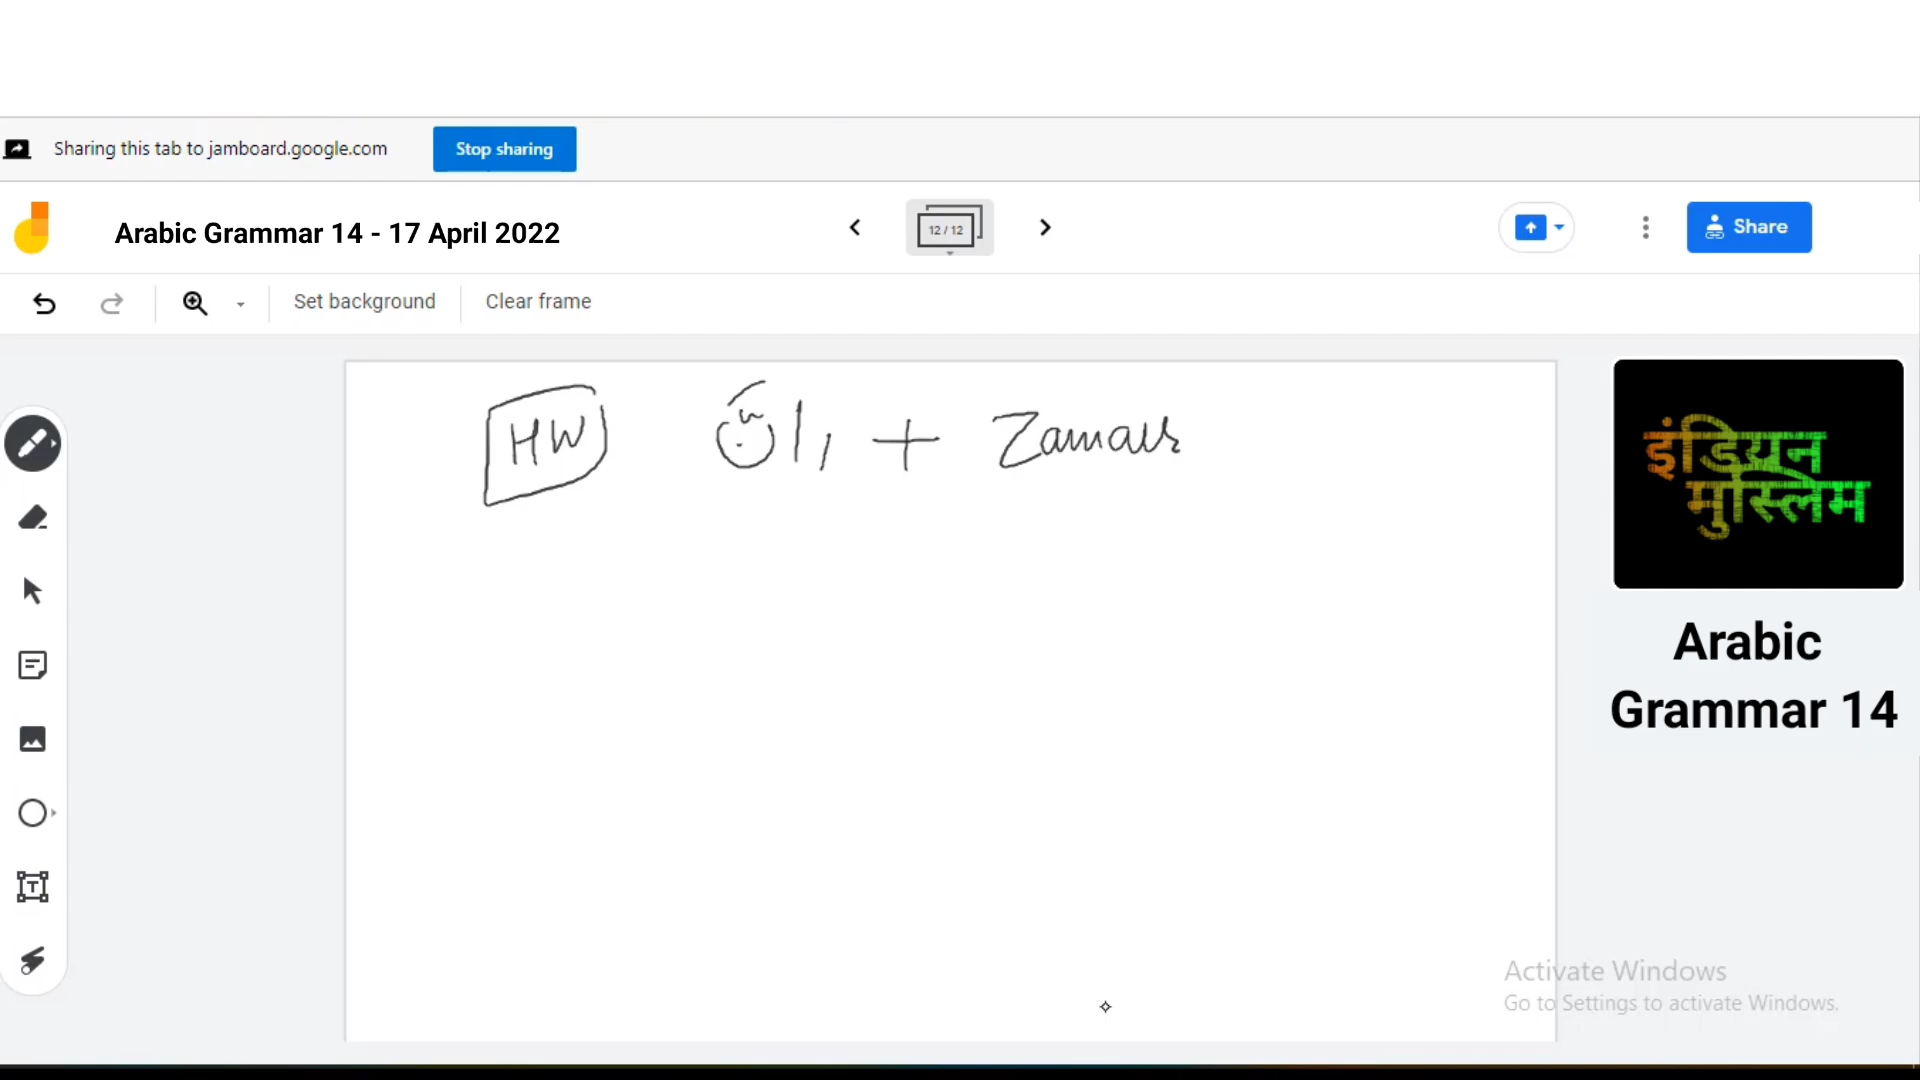 Sharing this tab to jamboard.google.com Stop sharing
Arabic Grammar 14 - 17 April 2022
12 / 12
Share
Set background Clear frame
HW + Zamair
इंडियन
मुस्लिम
Arabic
Grammar 14
Activate Windows
Go to Settings to activate Windows.